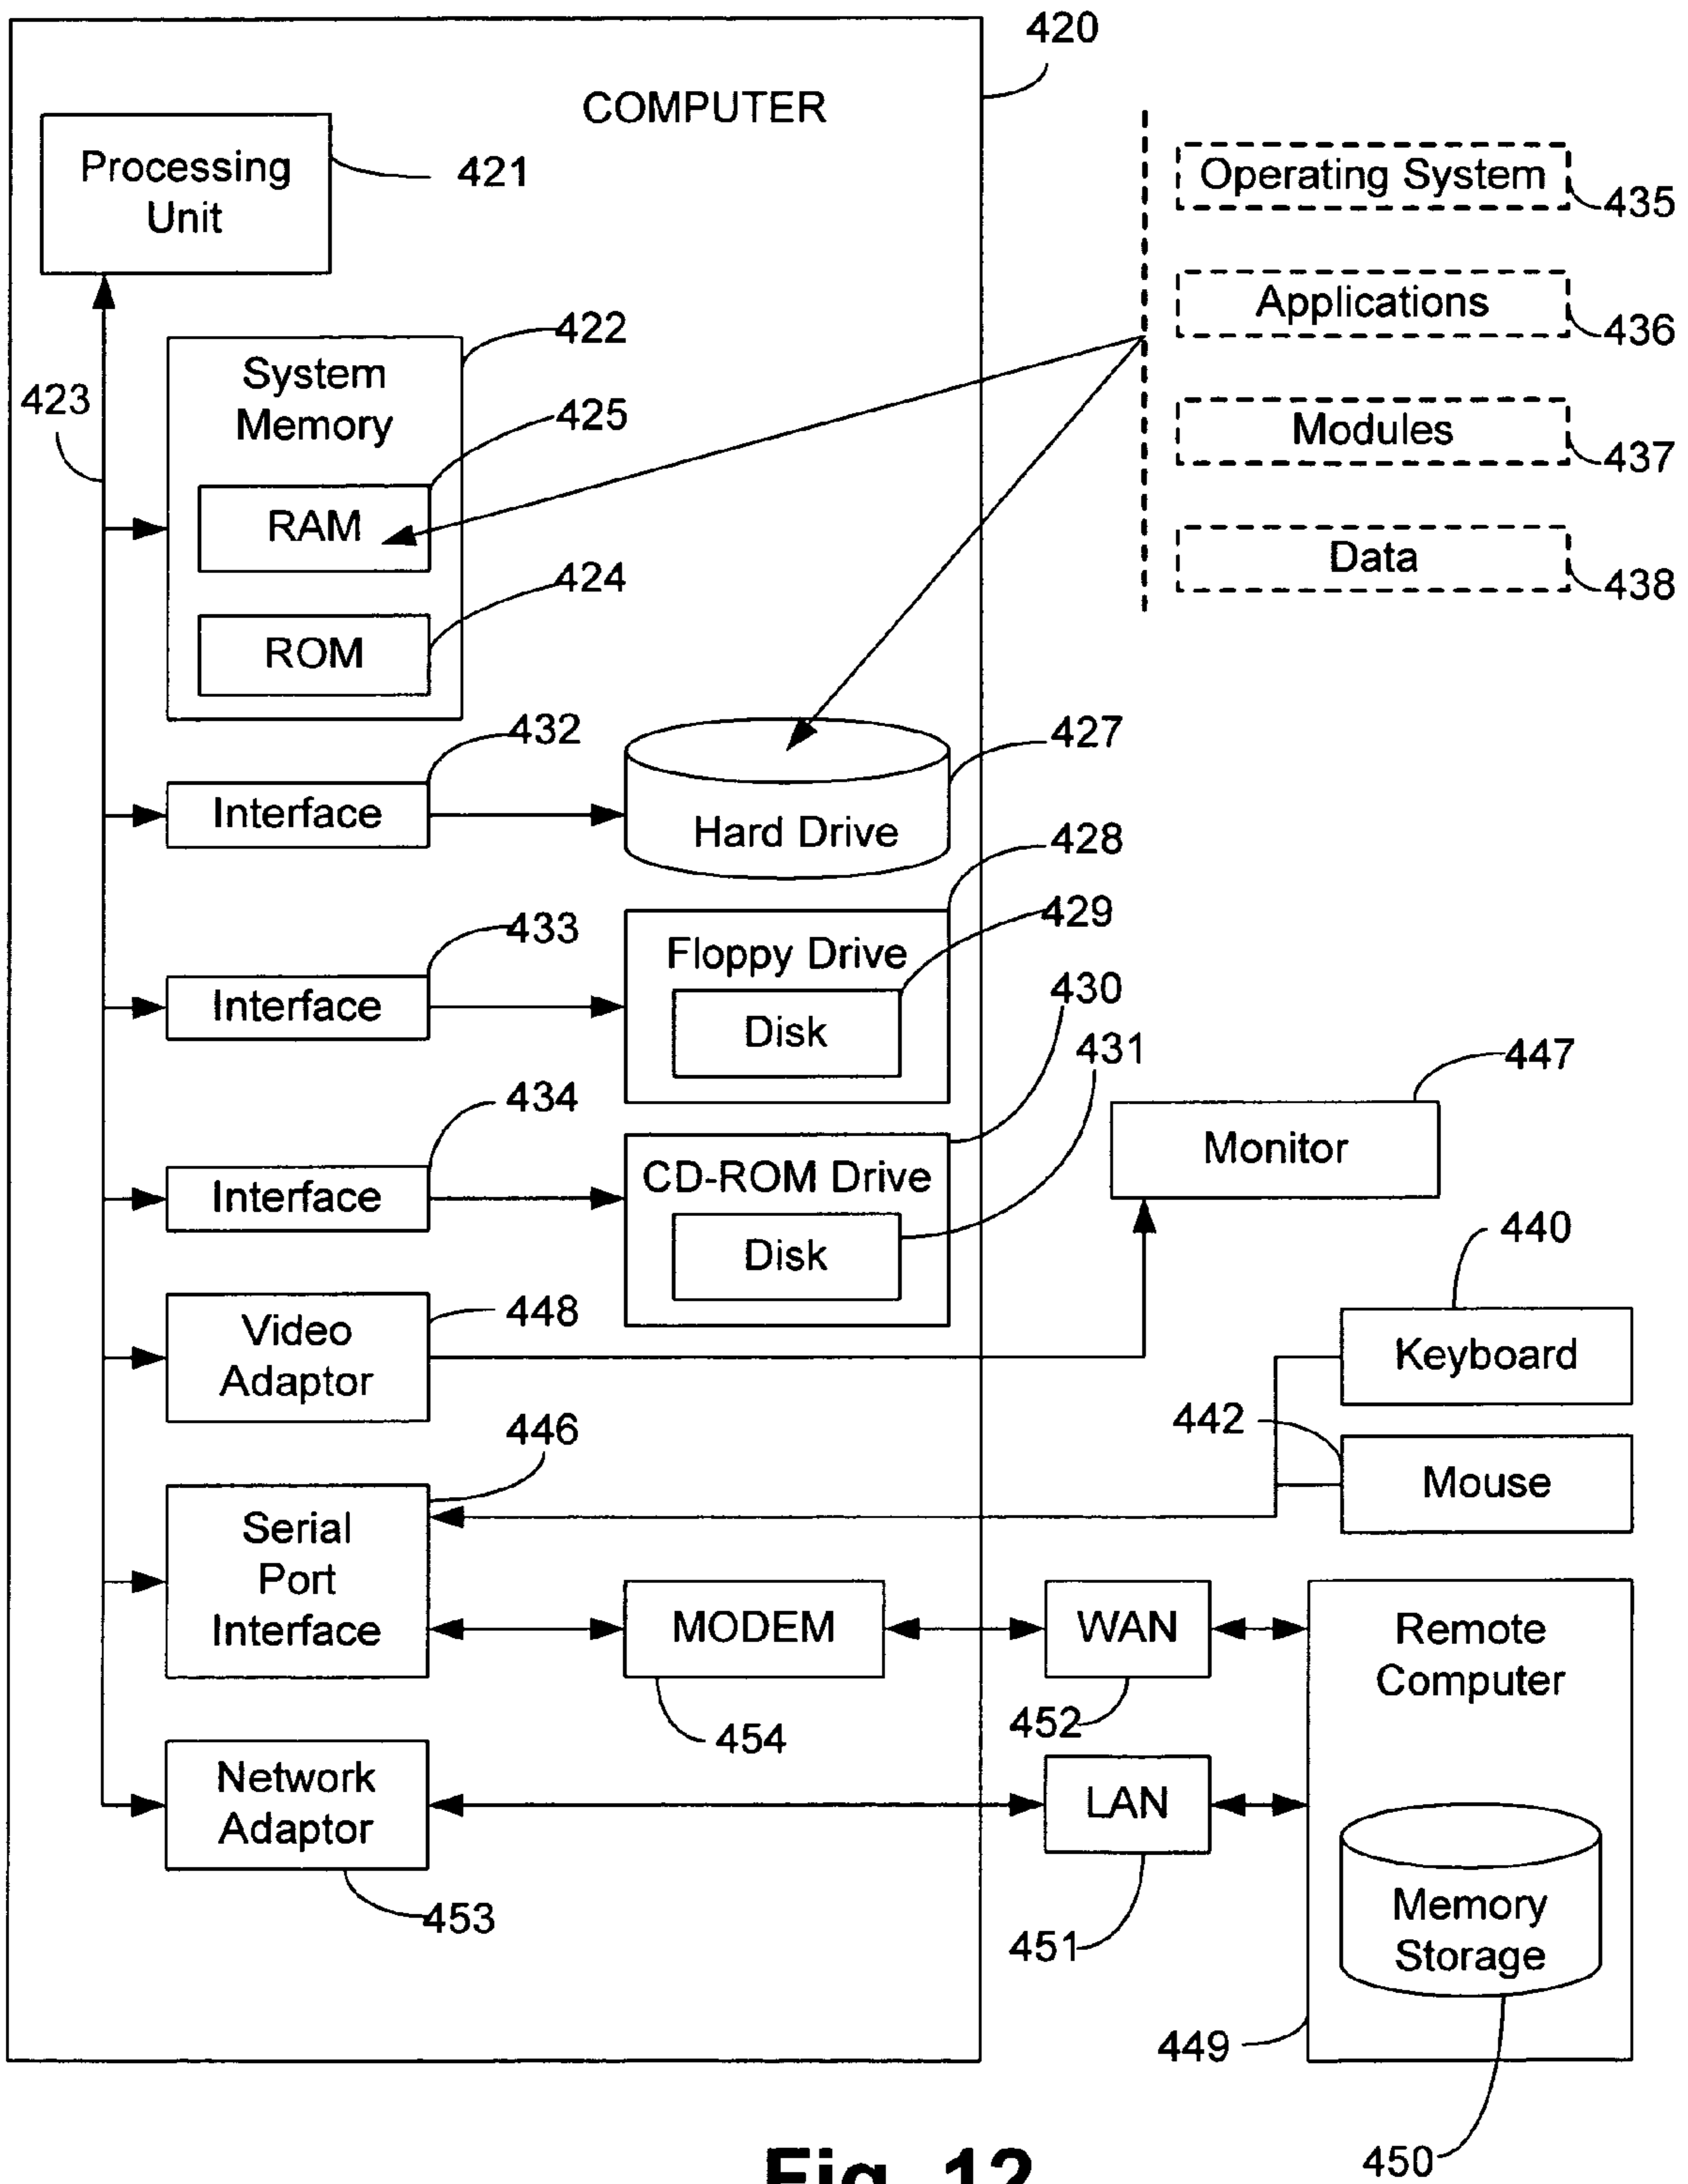 420
COMPUTER
Processing
Unit
421
Operating System
435
Applications
436
Modules
437
Data
438
422
System
Memory
423
425
RAM
424
ROM
432
Interface
427
Hard Drive
428
433
Interface
429
Floppy Drive
Disk
430
431
434
Interface
CD-ROM Drive
Disk
447
Monitor
440
Keyboard
442
Mouse
448
Video
Adaptor
446
Serial
Port
Interface
MODEM
454
WAN
452
Remote
Computer
Network
Adaptor
453
LAN
451
Memory
Storage
449
450
Fig. 12